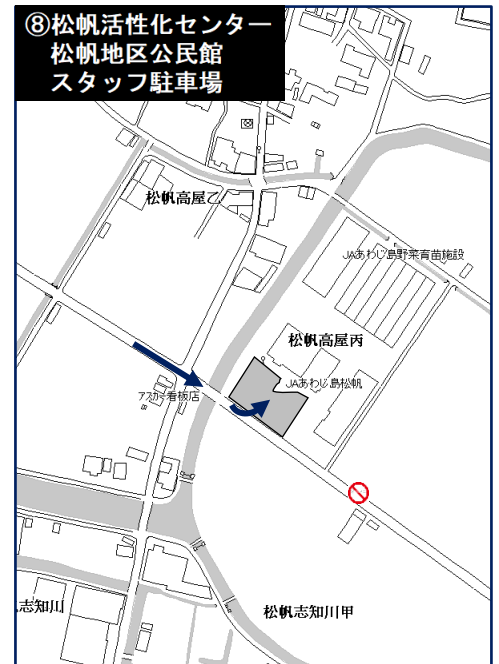 ⑧松帆活性化センター
松帆地区公民館
スタッフ駐車場
松帆高屋乙
JAあわじ島野菜育苗施設
松帆高屋丙
JAあわじ島松帆
アスカ看板店
志知川
松帆志知川甲